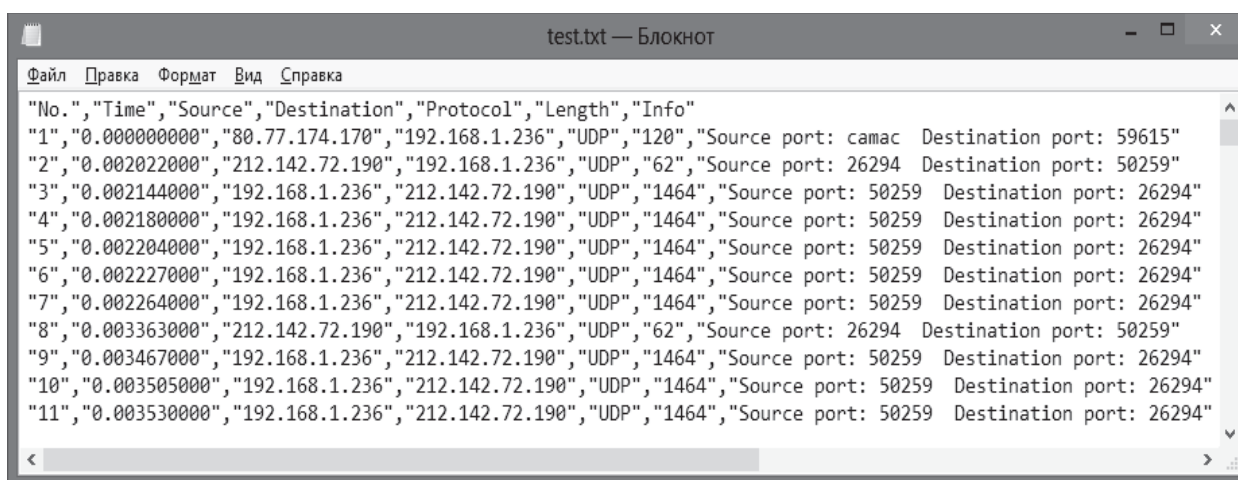 test.txt — Блокнот
Файл Правка Формат Вид Справка
"No.","Time","Source","Destination","Protocol","Length","Info"
"1","0.000000000","80.77.174.170","192.168.1.236","UDP","120","Source port: camac  Destination port: 59615"
"2","0.002022000","212.142.72.190","192.168.1.236","UDP","62","Source port: 26294  Destination port: 50259"
"3","0.002144000","192.168.1.236","212.142.72.190","UDP","1464","Source port: 50259  Destination port: 26294"
"4","0.002180000","192.168.1.236","212.142.72.190","UDP","1464","Source port: 50259  Destination port: 26294"
"5","0.002204000","192.168.1.236","212.142.72.190","UDP","1464","Source port: 50259  Destination port: 26294"
"6","0.002227000","192.168.1.236","212.142.72.190","UDP","1464","Source port: 50259  Destination port: 26294"
"7","0.002264000","192.168.1.236","212.142.72.190","UDP","1464","Source port: 50259  Destination port: 26294"
"8","0.003363000","212.142.72.190","192.168.1.236","UDP","62","Source port: 26294  Destination port: 50259"
"9","0.003467000","192.168.1.236","212.142.72.190","UDP","1464","Source port: 50259  Destination port: 26294"
"10","0.003505000","192.168.1.236","212.142.72.190","UDP","1464","Source port: 50259  Destination port: 26294"
"11","0.003530000","192.168.1.236","212.142.72.190","UDP","1464","Source port: 50259  Destination port: 26294"